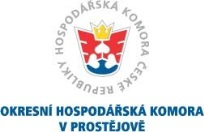 HOSPODÁŘSKÁ KOMORA ČESKÉ REPUBLIKY
OKRESNÍ HOSPODÁŘSKÁ KOMORA
V PROSTĚJOVĚ